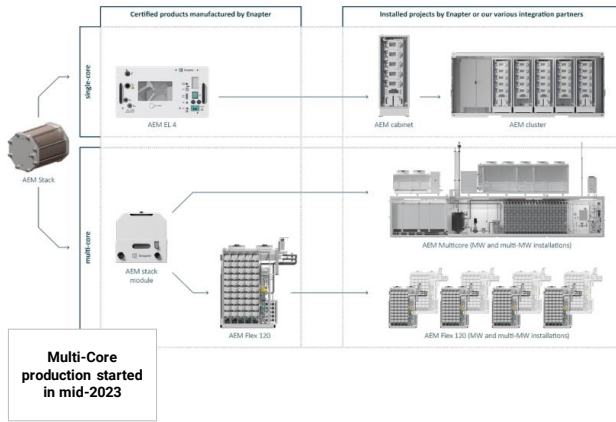 Certified products manufactured by Enapter
Installed projects by Enapter or our various integration partners
single-core
AEM EL 4
AEM cabinet
AEM cluster
AEM Stack
multi-core
AEM Multicore (MW and multi-MW installations)
AEM stack
module
AEM Flex 120
AEM Flex 120 (MW and multi-MW installations)
Multi-Core
production started
in mid-2023